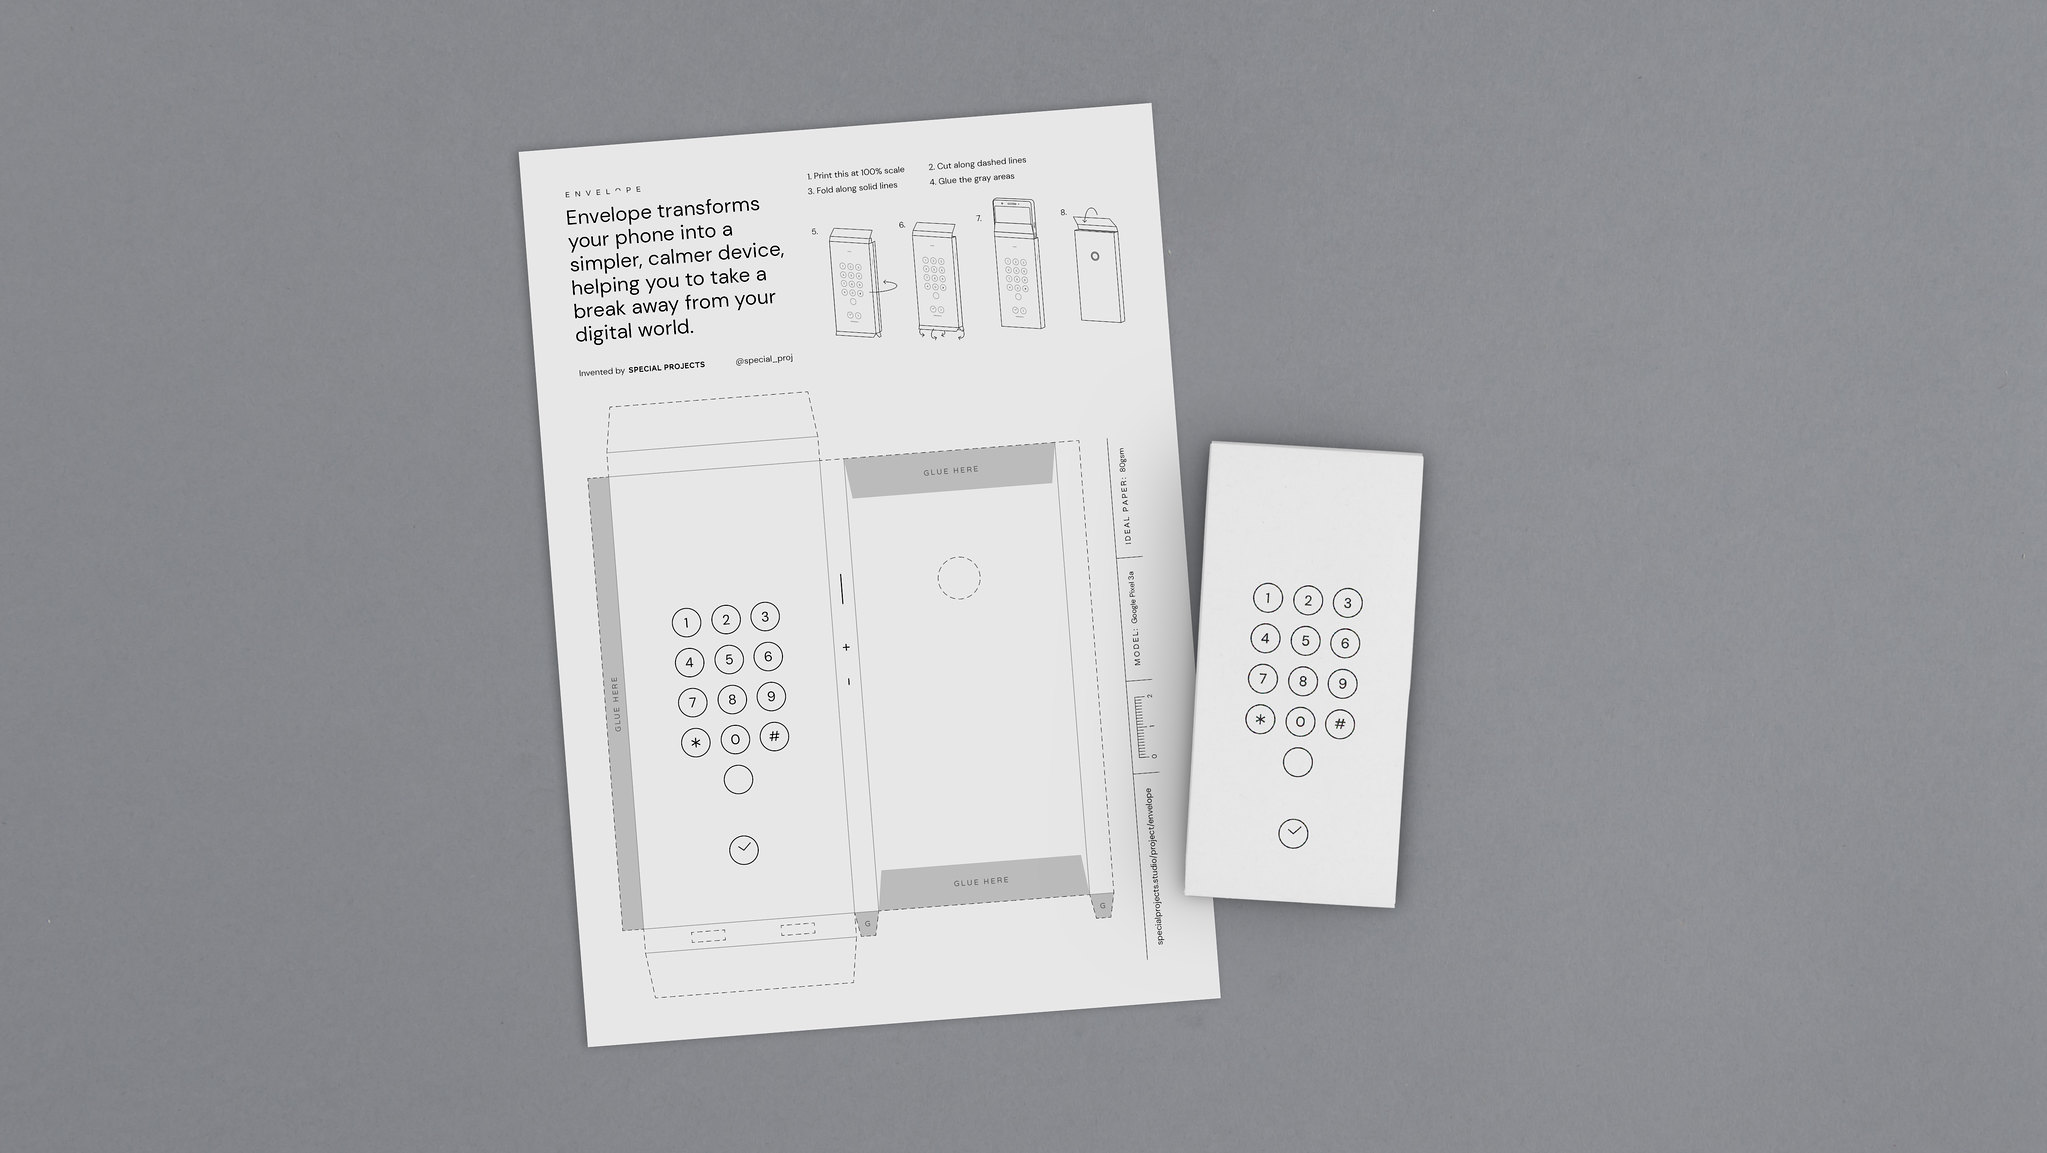 ENVELOPE
Envelope transforms
your phone into a
simpler, calmer device,
helping you to take a
break away from your
digital world.
Invented by SPECIAL PROJECTS
@special_proj
1. Print this at 100% scale
2. Cut along dashed lines
3. Fold along solid lines
4. Glue the gray areas
5.
6.
7.
8.
GLUE HERE
GLUE HERE
GLUE HERE
1 2 3
4 5 6
7 8 9
* 0 #
+
-
G
G
IDEAL PAPER: 80gsm
MODEL: Google Pixel 3a
0 1 2
specialprojects.studio/project/envelope
1 2 3
4 5 6
7 8 9
* 0 #